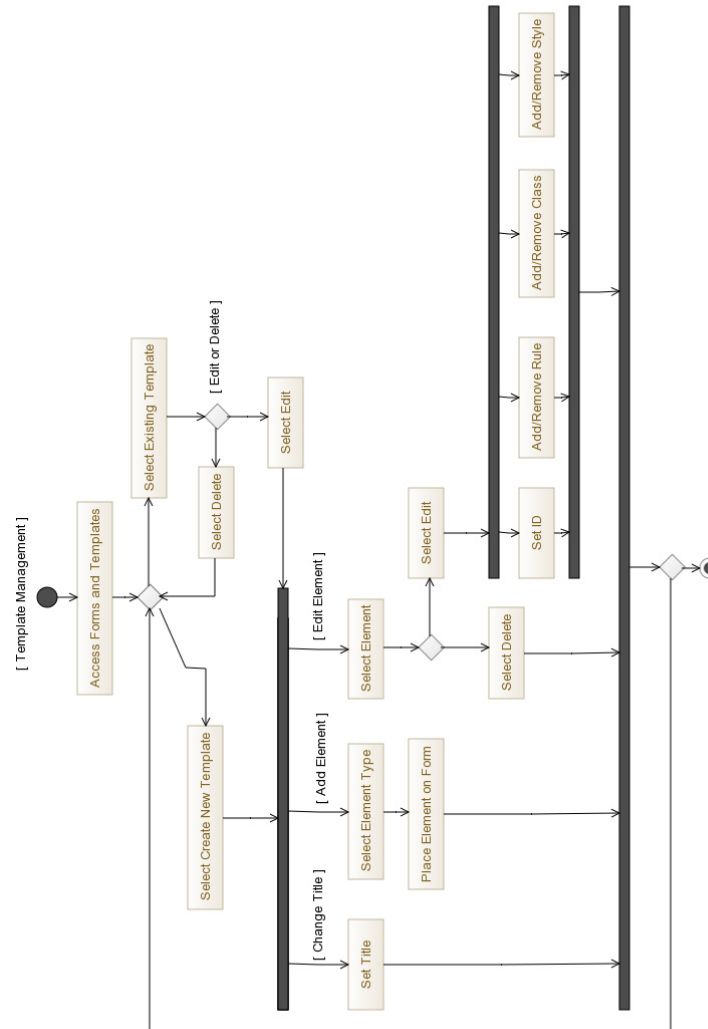 [ Template Management ]
Access Forms and Templates
Select Existing Template
[ Edit or Delete ]
Select Delete
Select Edit
Select Create New Template
[ Edit Element ]
Select Element
Select Edit
Select Delete
[ Add Element ]
Select Element Type
Place Element on Form
[ Change Title ]
Set Title
Set ID
Add/Remove Rule
Add/Remove Class
Add/Remove Style